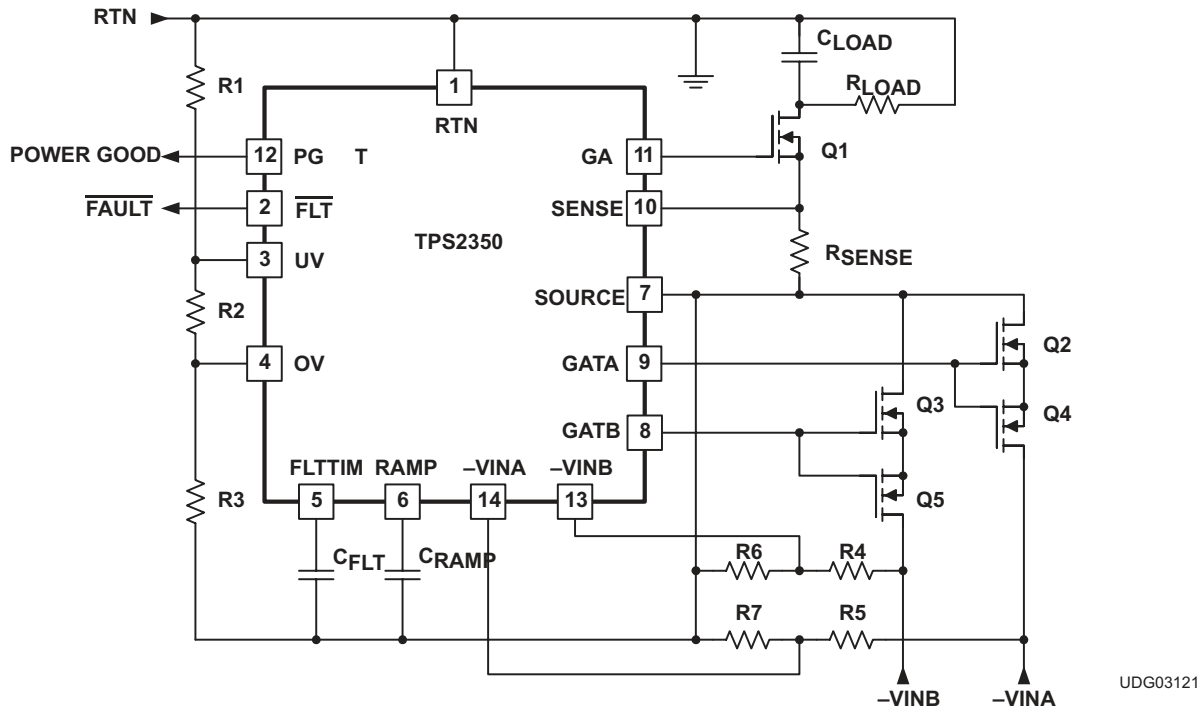 RTN
CLOAD
RLOAD
R1
1
RTN
POWER GOOD
12
PG T
GA
11
Q1
FAULT
2
FLT
SENSE
10
TPS2350
3
UV
RSENSE
R2
SOURCE
7
4
OV
GATA
9
Q2
Q3
Q4
GATB
8
FLTTIM
RAMP
–VINA
–VINB
R3
5
6
14
13
Q5
CFLT
CRAMP
R6
R4
R7
R5
–VINB
–VINA
UDG03121